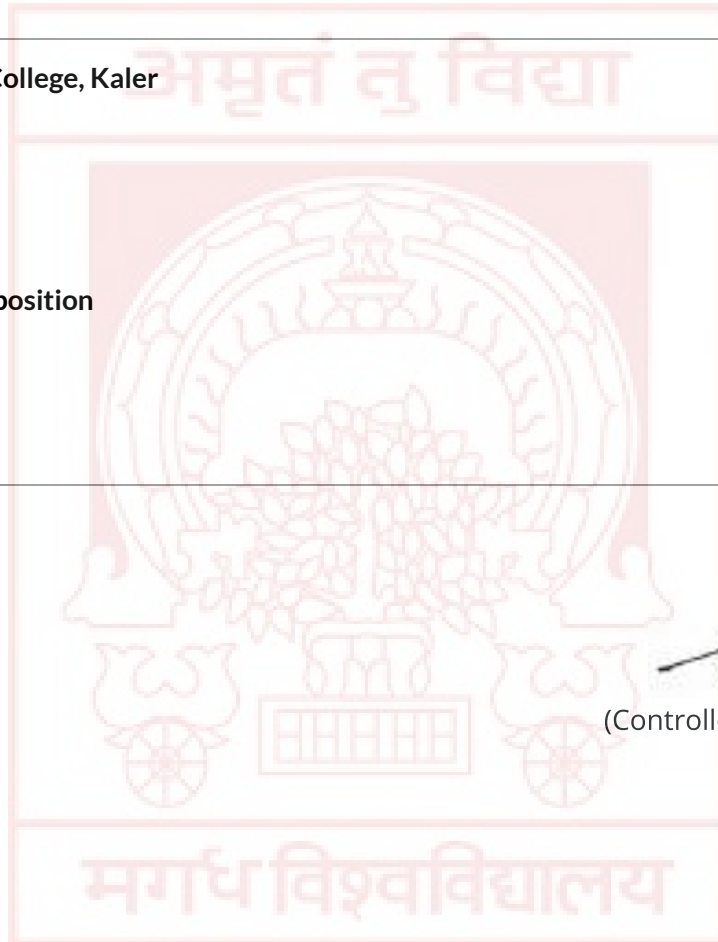 अमृतं तु विद्या
College, Kaler
position
(Controll
मगध विश्वविद्यालय